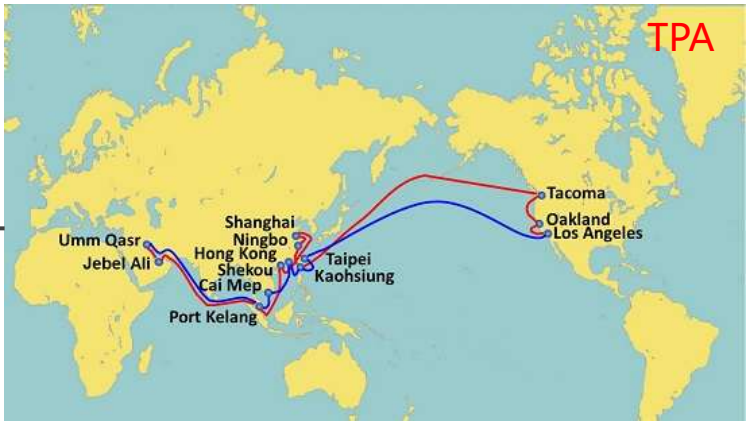 TPA
Tacoma
Oakland
Los Angeles
Shanghai
Ningbo
Umm Qasr
Hong Kong
Taipei
Jebel Ali
Shekou
Kaohsiung
Cai Mep
Port Kelang